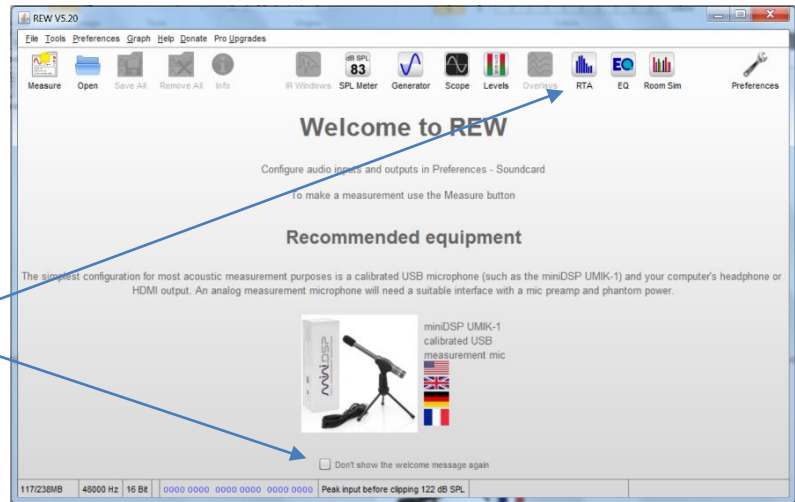 REW V5.20
File Tools Preferences Graph Help Donate Pro Upgrades
dB SPL
83
EQ
Measure Open Save All Remove All Info IR Windows SPL Meter Generator Scope Levels Overlays RTA EQ Room Sim Preferences
Welcome to REW
Configure audio inputs and outputs in Preferences - Soundcard
To make a measurement use the Measure button
Recommended equipment
The simplest configuration for most acoustic measurement purposes is a calibrated USB microphone (such as the miniDSP UMIK-1) and your computer's headphone or
HDMI output. An analog measurement microphone will need a suitable interface with a mic preamp and phantom power.
miniDSP
miniDSP UMIK-1
calibrated USB
measurement mic
Don't show the welcome message again
117/238MB 48000 Hz 16 Bit 0000 0000 0000 0000 0000 0000 Peak input before clipping 122 dB SPL